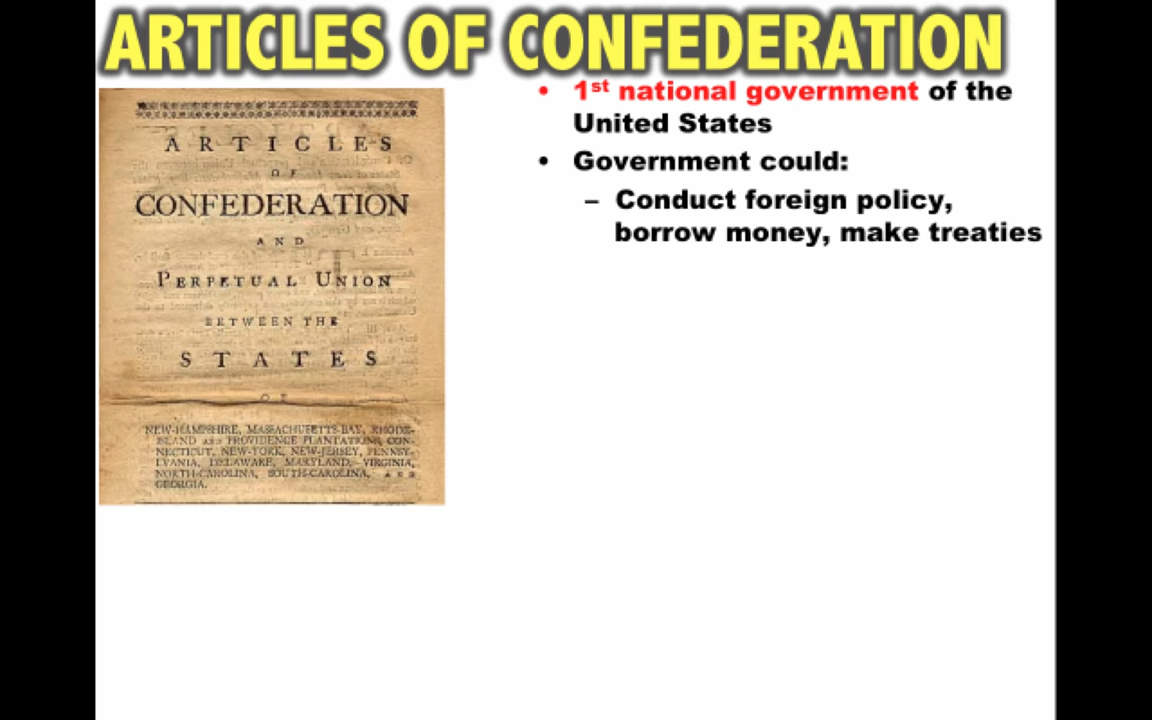 ARTICLES OF CONFEDERATION
ARTICLES
OF
CONFEDERATION
AND
PERPETUAL UNION
BETWEEN THE
STATES
OF
NEW-HAMPSHIRE, MASSACHUSETTS-BAY, RHODE-
ISLAND AND PROVIDENCE PLANTATIONS, CON-
NECTICUT, NEW-YORK, NEW-JERSEY, PENNSY-
LVANIA, DELAWARE, MARYLAND, VIRGINIA,
NORTH-CAROLINA, SOUTH-CAROLINA, AND
GEORGIA.
• 1st national government of the
United States
• Government could:
– Conduct foreign policy,
borrow money, make treaties